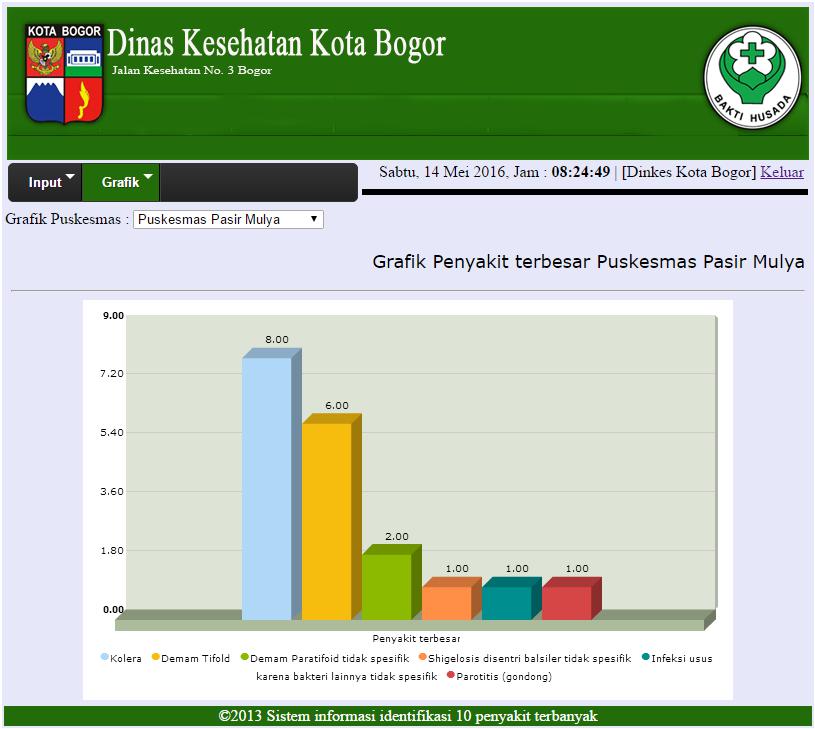 KOTA BOGOR
Dinas Kesehatan Kota Bogor
Jalan Kesehatan No. 3 Bogor
BAKTI HUSADA
Input Grafik
Sabtu, 14 Mei 2016, Jam : 08:24:49 | [Dinkes Kota Bogor] Keluar
Grafik Puskesmas : Puskesmas Pasir Mulya
Grafik Penyakit terbesar Puskesmas Pasir Mulya
9.00
8.00
7.20
6.00
5.40
3.60
2.00
1.80
1.00 1.00 1.00
0.00
Penyakit terbesar
Kolera Demam Tifold Demam Paratifoid tidak spesifik Shigelosis disentri balsiler tidak spesifik Infeksi usus
karena bakteri lainnya tidak spesifik Parotitis (gondong)
©2013 Sistem informasi identifikasi 10 penyakit terbanyak